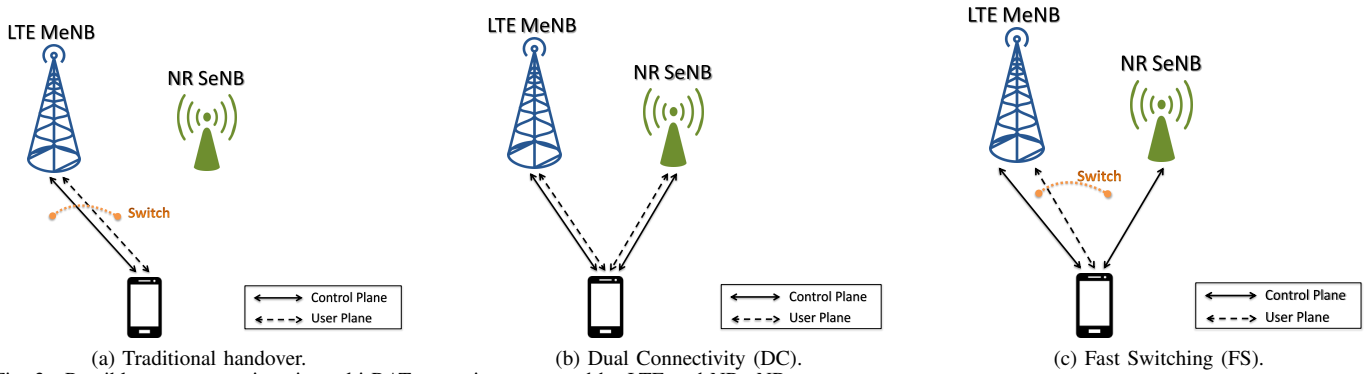 LTE MeNB
NR SeNB
Switch
Control Plane
User Plane
(a) Traditional handover.
LTE MeNB
NR SeNB
Control Plane
User Plane
(b) Dual Connectivity (DC).
LTE MeNB
NR SeNB
Switch
Control Plane
User Plane
(c) Fast Switching (FS).